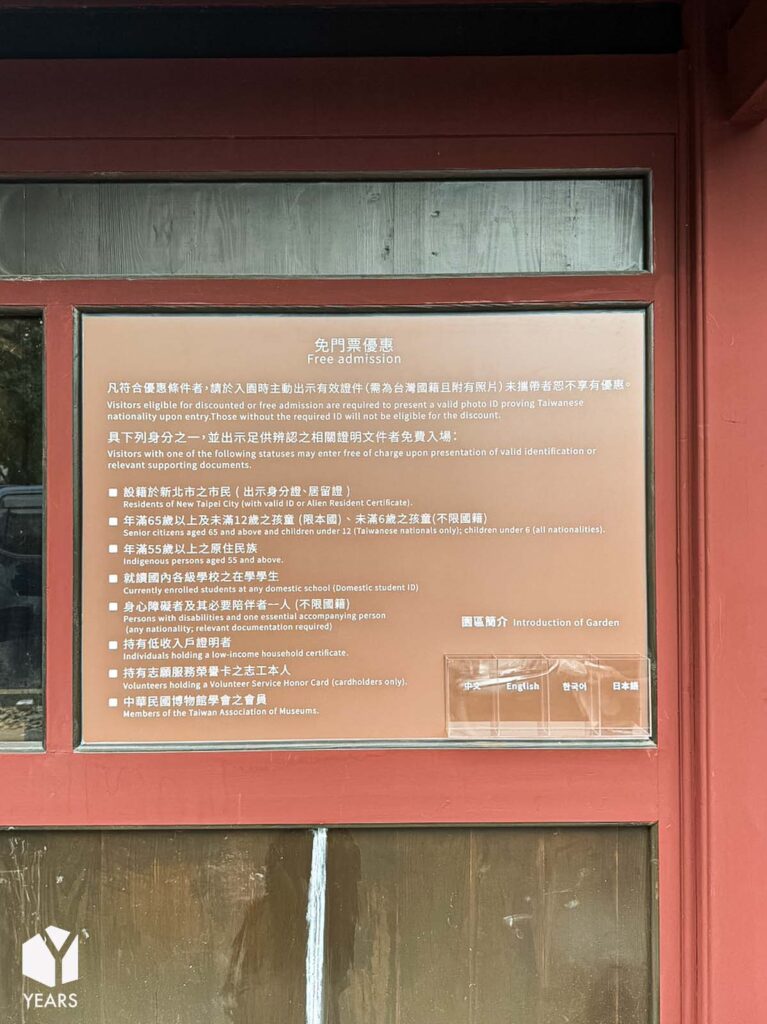 免門票優惠
Free admission
凡符合優惠條件者，請於入園時主動出示有效證件(需為台灣國籍且附有照片)未攜帶者恕不享有優惠。
Visitors eligible for discounted or free admission are required to present a valid photo ID proving Taiwanese
nationality upon entry.Those without the required ID will not be eligible for the discount.
具下列身分之一，並出示足供辨認之相關證明文件者免費入場：
Visitors with one of the following statuses may enter free of charge upon presentation of valid identification or
relevant supporting documents.
■ 設籍於新北市之市民 ( 出示身分證、居留證 )
Residents of New Taipei City (with valid ID or Alien Resident Certificate).
■ 年滿65歲以上及未滿12歲之孩童 (限本國)、未滿6歲之孩童(不限國籍)
Senior citizens aged 65 and above and children under 12 (Taiwanese nationals only); children under 6 (all nationalities).
■ 年滿55歲以上之原住民族
Indigenous persons aged 55 and above.
■ 就讀國內各級學校之在學學生
Currently enrolled students at any domestic school (Domestic student ID)
■ 身心障礙者及其必要陪伴者一人 (不限國籍)
Persons with disabilities and one essential accompanying person
(any nationality; relevant documentation required)
■ 持有低收入戶證明者
Individuals holding a low-income household certificate.
■ 持有志願服務榮譽卡之志工本人
Volunteers holding a Volunteer Service Honor Card (cardholders only).
■ 中華民國博物館學會之會員
Members of the Taiwan Association of Museums.
園區簡介 Introduction of Garden
中文 English 한국어 日本語
YEARS